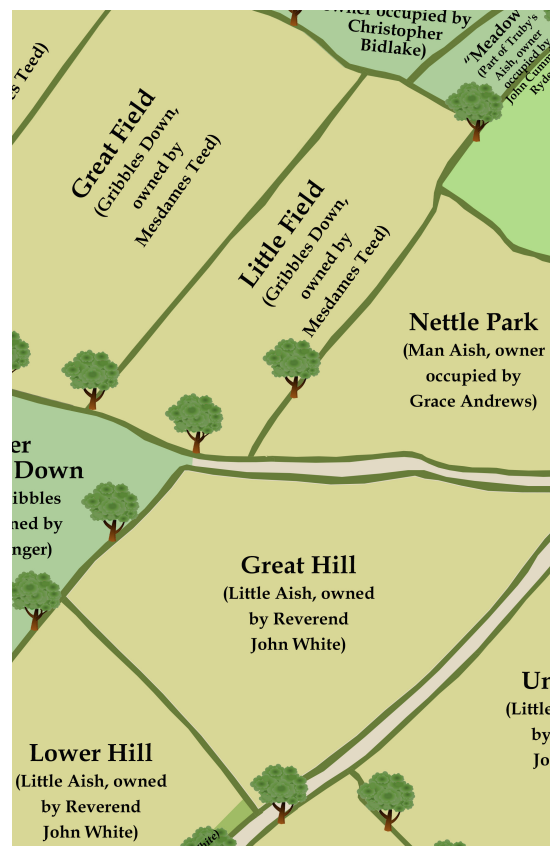 owner occupied by
Christopher
Bidlake)
"Meadow
(Part of Truby's
Aish, owner
occupied by
John
Teed)
Great Field
(Gribbles Down,
owned by
Mesdames Teed)
Little Field
(Gribbles Down,
owned by
Mesdames Teed)
Nettle Park
(Man Aish, owner
occupied by
Grace Andrews)
er
Down
ibbles
ned by
nger)
Great Hill
(Little Aish, owned
by Reverend
John White)
Lower Hill
(Little Aish, owned
by Reverend
John White)
Un
(Little
by
Jo
hite)